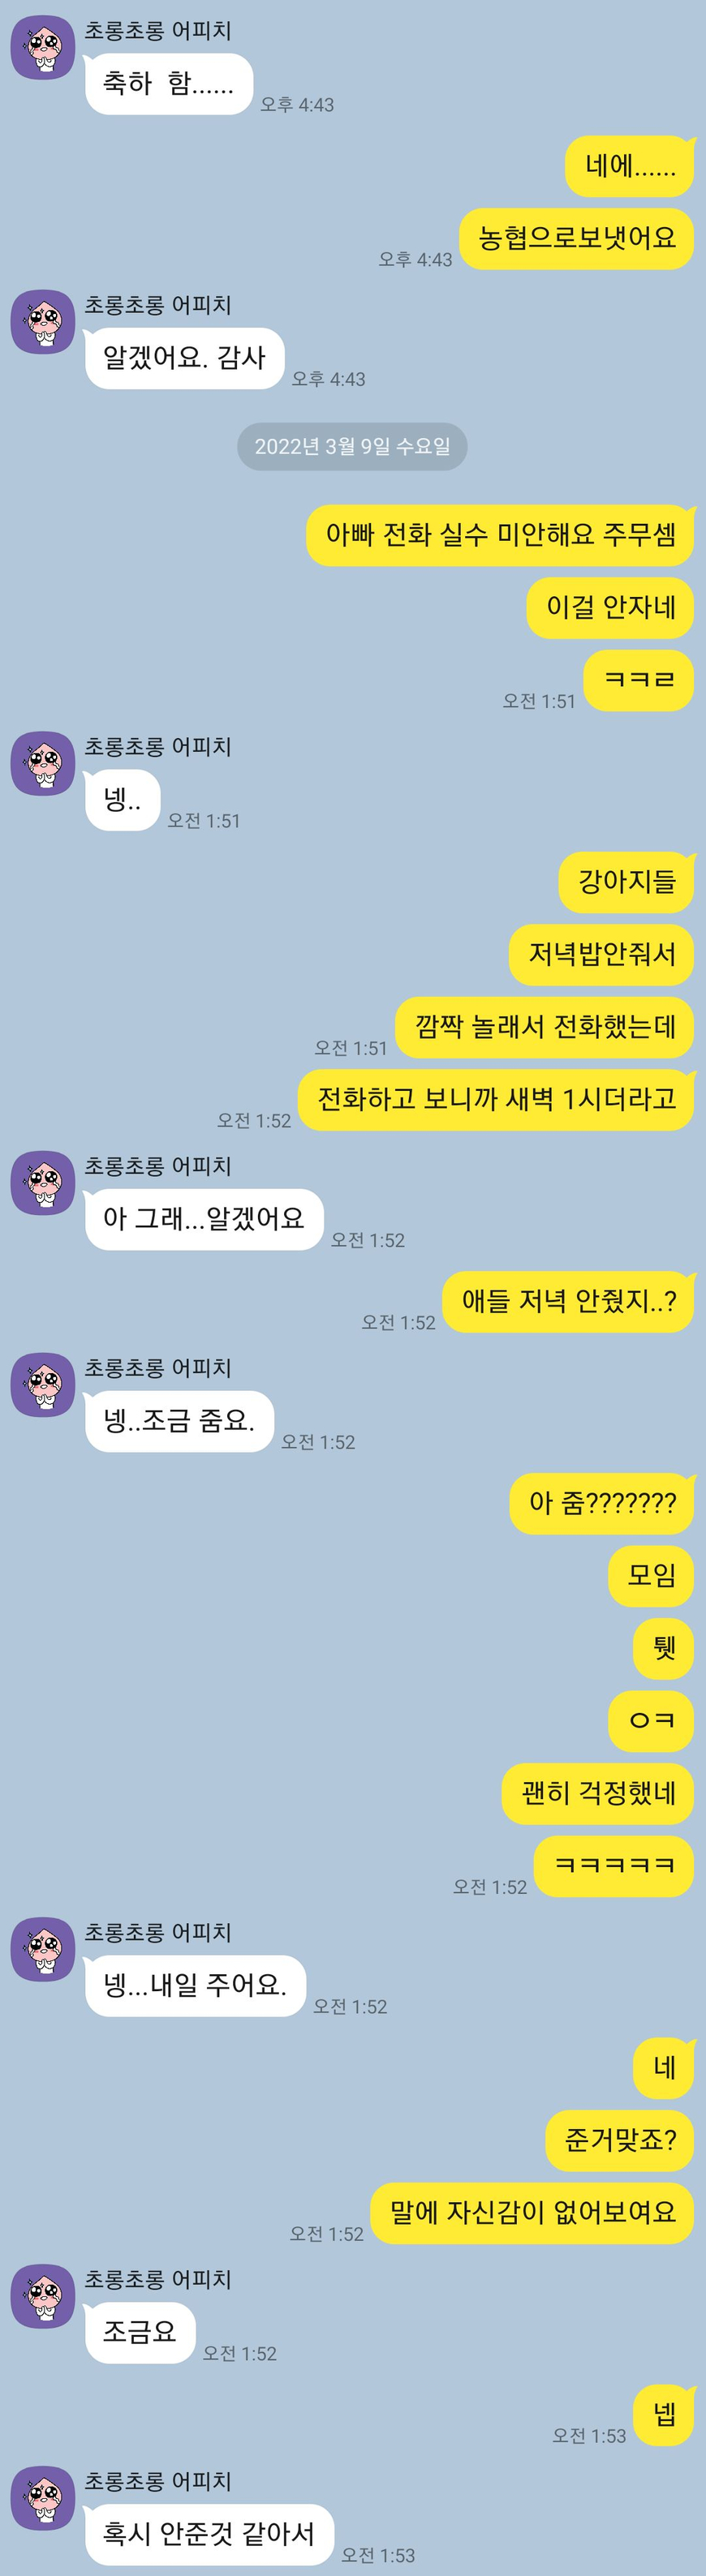 초롱초롱 어피치
축하  함......
오후 4:43
네에......
농협으로보냇어요
오후 4:43
초롱초롱 어피치
알겠어요. 감사
오후 4:43
2022년 3월 9일 수요일
아빠 전화 실수 미안해요 주무셈
이걸 안자네
ㅋㅋㄹ
오전 1:51
초롱초롱 어피치
넹..
오전 1:51
강아지들
저녁밥안줘서
깜짝 놀래서 전화했는데
오전 1:51
전화하고 보니까 새벽 1시더라고
오전 1:52
초롱초롱 어피치
아 그래...알겠어요
오전 1:52
애들 저녁 안줬지..?
오전 1:52
초롱초롱 어피치
넹..조금 줌요.
오전 1:52
아 줌???????
모임
퉷
ㅇㅋ
괜히 걱정했네
ㅋㅋㅋㅋㅋ
오전 1:52
초롱초롱 어피치
넹...내일 주어요.
오전 1:52
네
준거맞죠?
말에 자신감이 없어보여요
오전 1:52
초롱초롱 어피치
조금요
오전 1:52
넵
오전 1:53
초롱초롱 어피치
혹시 안준것 같아서
오전 1:53